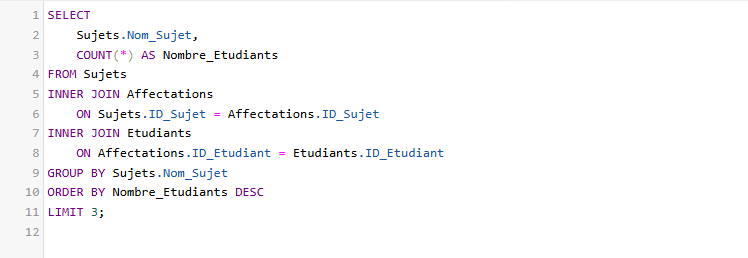 1 SELECT
2     Sujets.Nom_Sujet,
3     COUNT(*) AS Nombre_Etudiants
4 FROM Sujets
5 INNER JOIN Affectations
6     ON Sujets.ID_Sujet = Affectations.ID_Sujet
7 INNER JOIN Etudiants
8     ON Affectations.ID_Etudiant = Etudiants.ID_Etudiant
9 GROUP BY Sujets.Nom_Sujet
10 ORDER BY Nombre_Etudiants DESC
11 LIMIT 3;
12